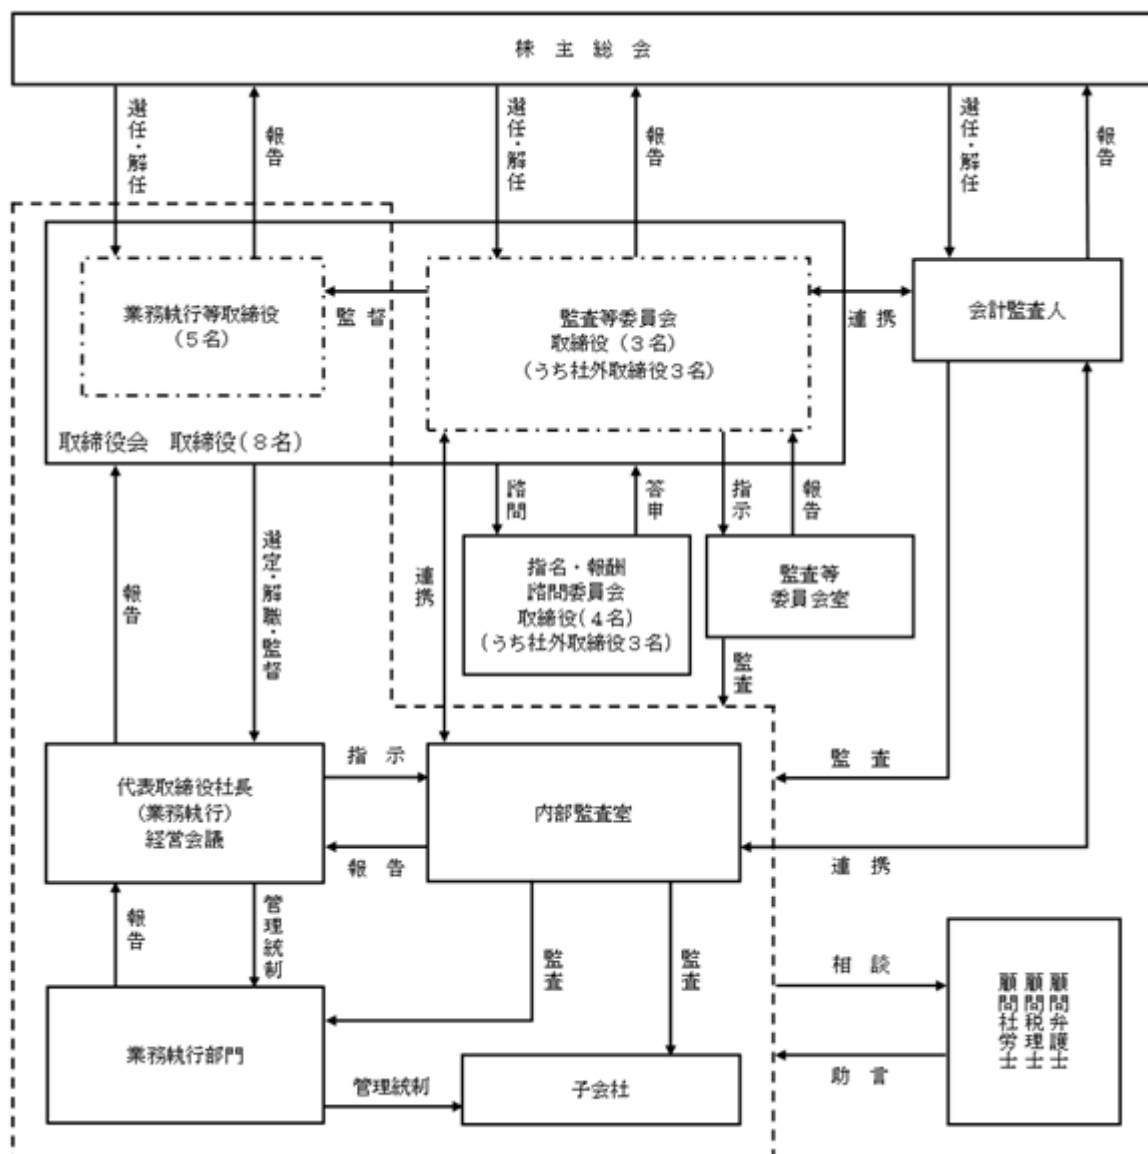 株 主 総 会
選任・解任
報告
選任・解任
報告
選任・解任
報告
業務執行等取締役
(5名)
監 督
監査等委員会
取締役 (3名)
(うち社外取締役3名)
連 携
会計監査人
取締役会 取締役(8名)
諮問
答申
指示
報告
報告
選定・解職・監督
連携
指名・報酬
諮問委員会
取締役(4名)
(うち社外取締役3名)
監査等
委員会室
監査
代表取締役社長
(業務執行)
経営会議
指 示
報 告
内部監査室
監 査
連 携
報告
管理統制
監査
監査
相 談
助 言
顧問弁護士
顧問税理士
顧問社労士
業務執行部門
管理統制
子会社